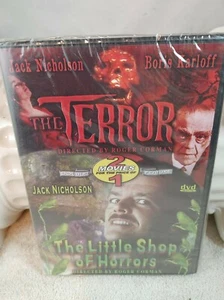 Jack Nicholson Boris Karloff
THE TERROR
DIRECTED BY ROGER CORMAN
2
MOVIES
1
JACK NICHOLSON
dvd
The Little Shop
of Horrors
DIRECTED BY ROGER CORMAN